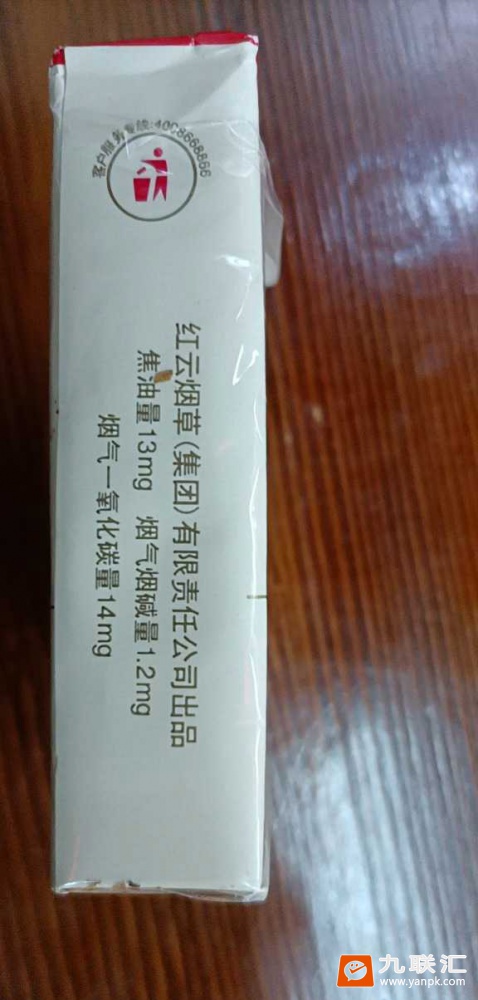 客户服务专线:4008668666
红云烟草(集团)有限责任公司出品
焦油量13mg 烟气烟碱量1.2mg
烟气一氧化碳量14mg
九联汇
www.yanpk.com